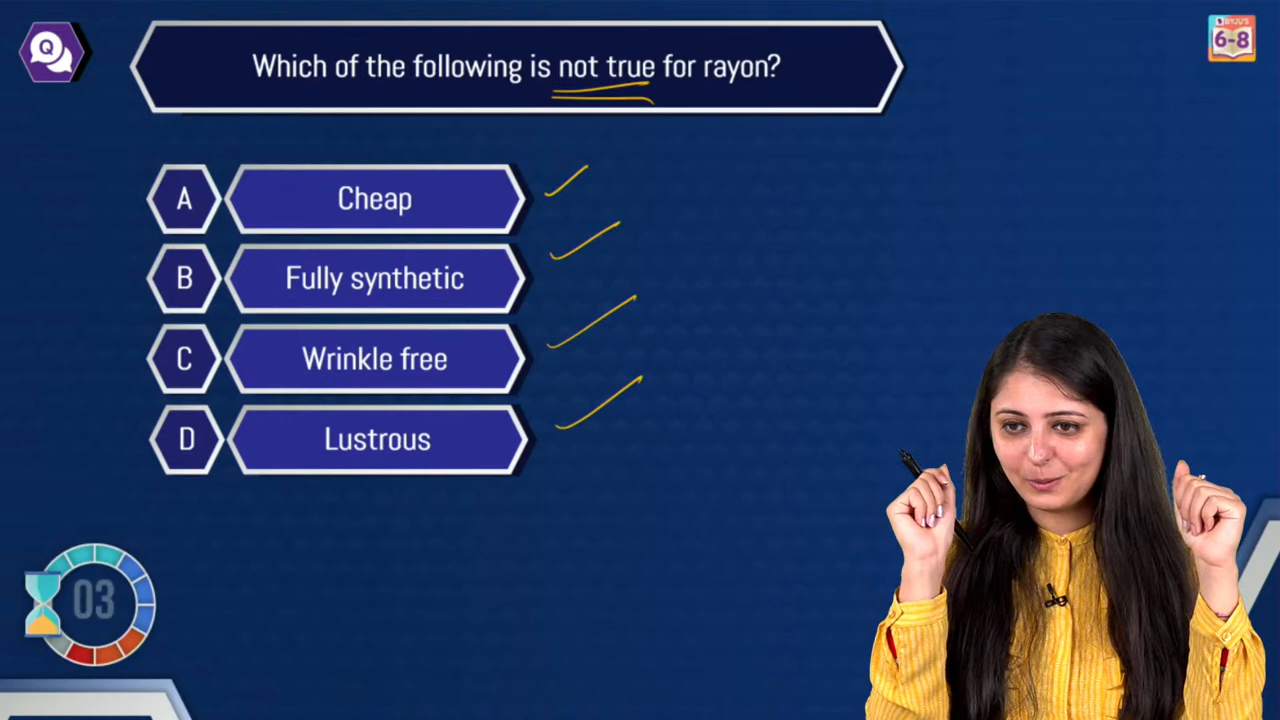 Q
Which of the following is not true for rayon?
BYJU'S
6-8
A
Cheap
B
Fully synthetic
C
Wrinkle free
D
Lustrous
03